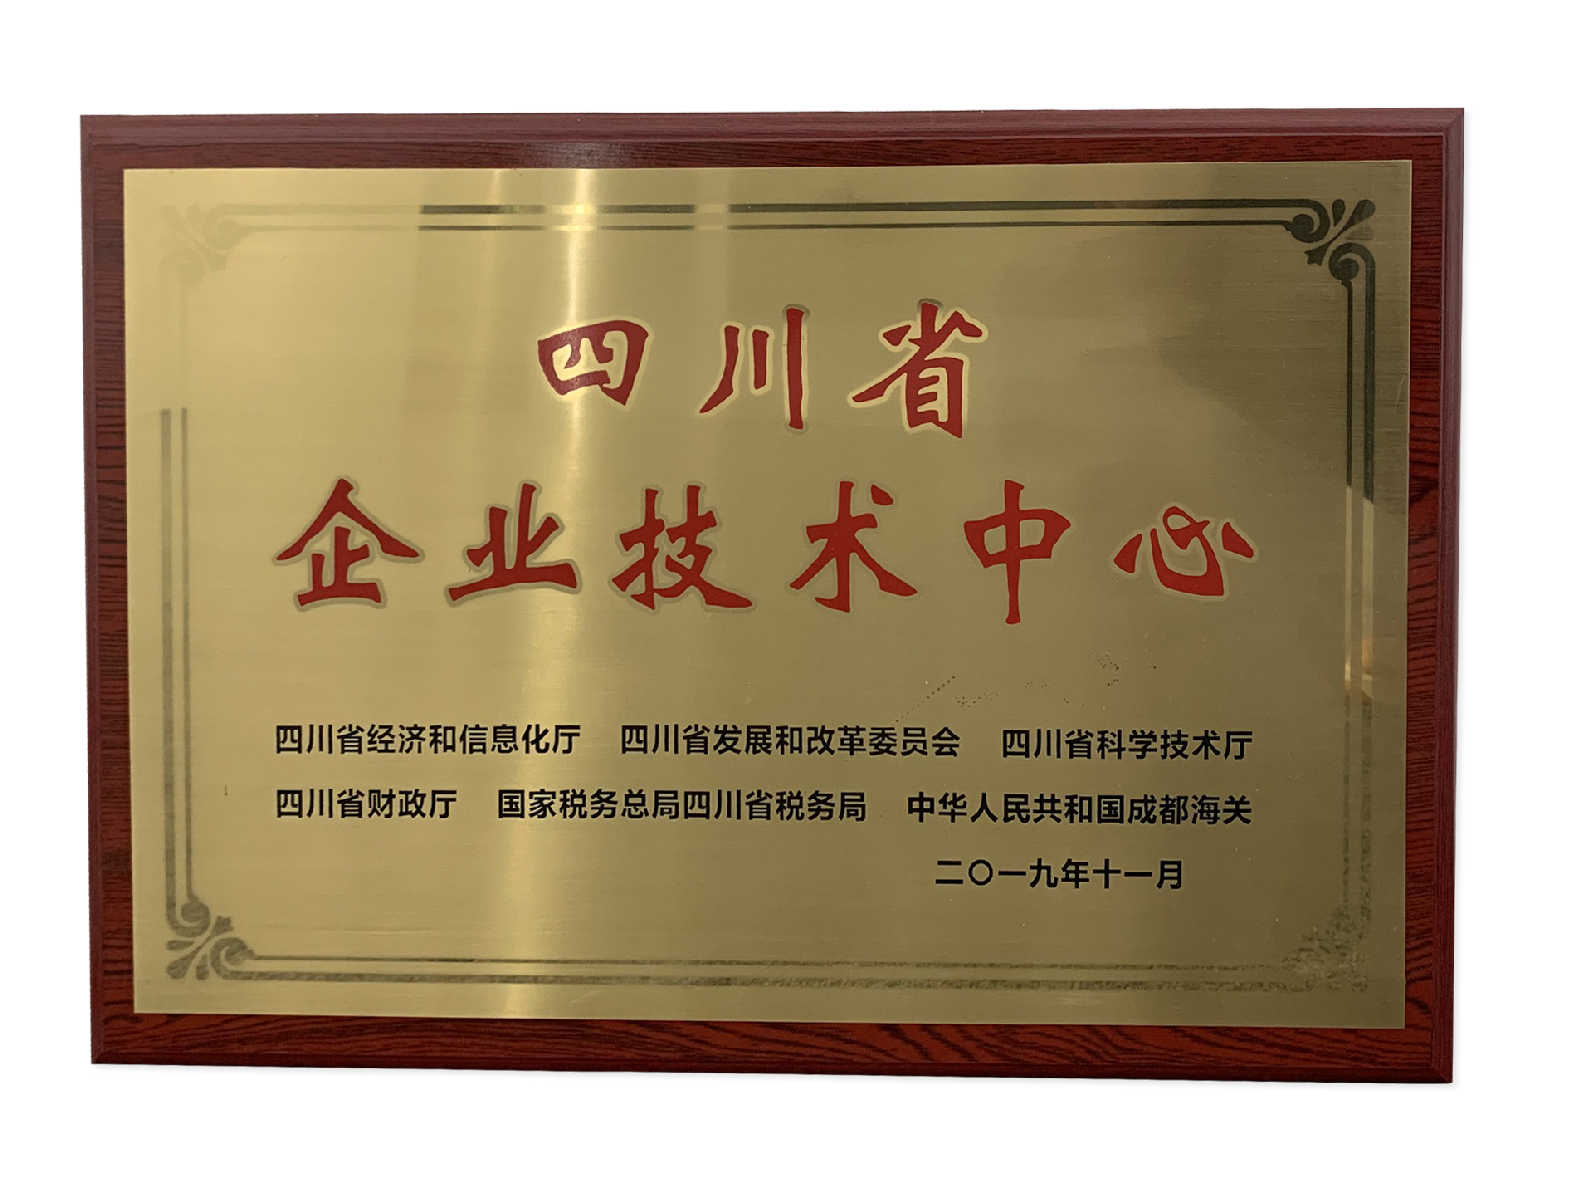 四川省
企业技术中心
四川省经济和信息化厅 四川省发展和改革委员会 四川省科学技术厅
四川省财政厅 国家税务总局四川省税务局 中华人民共和国成都海关
二〇一九年十一月